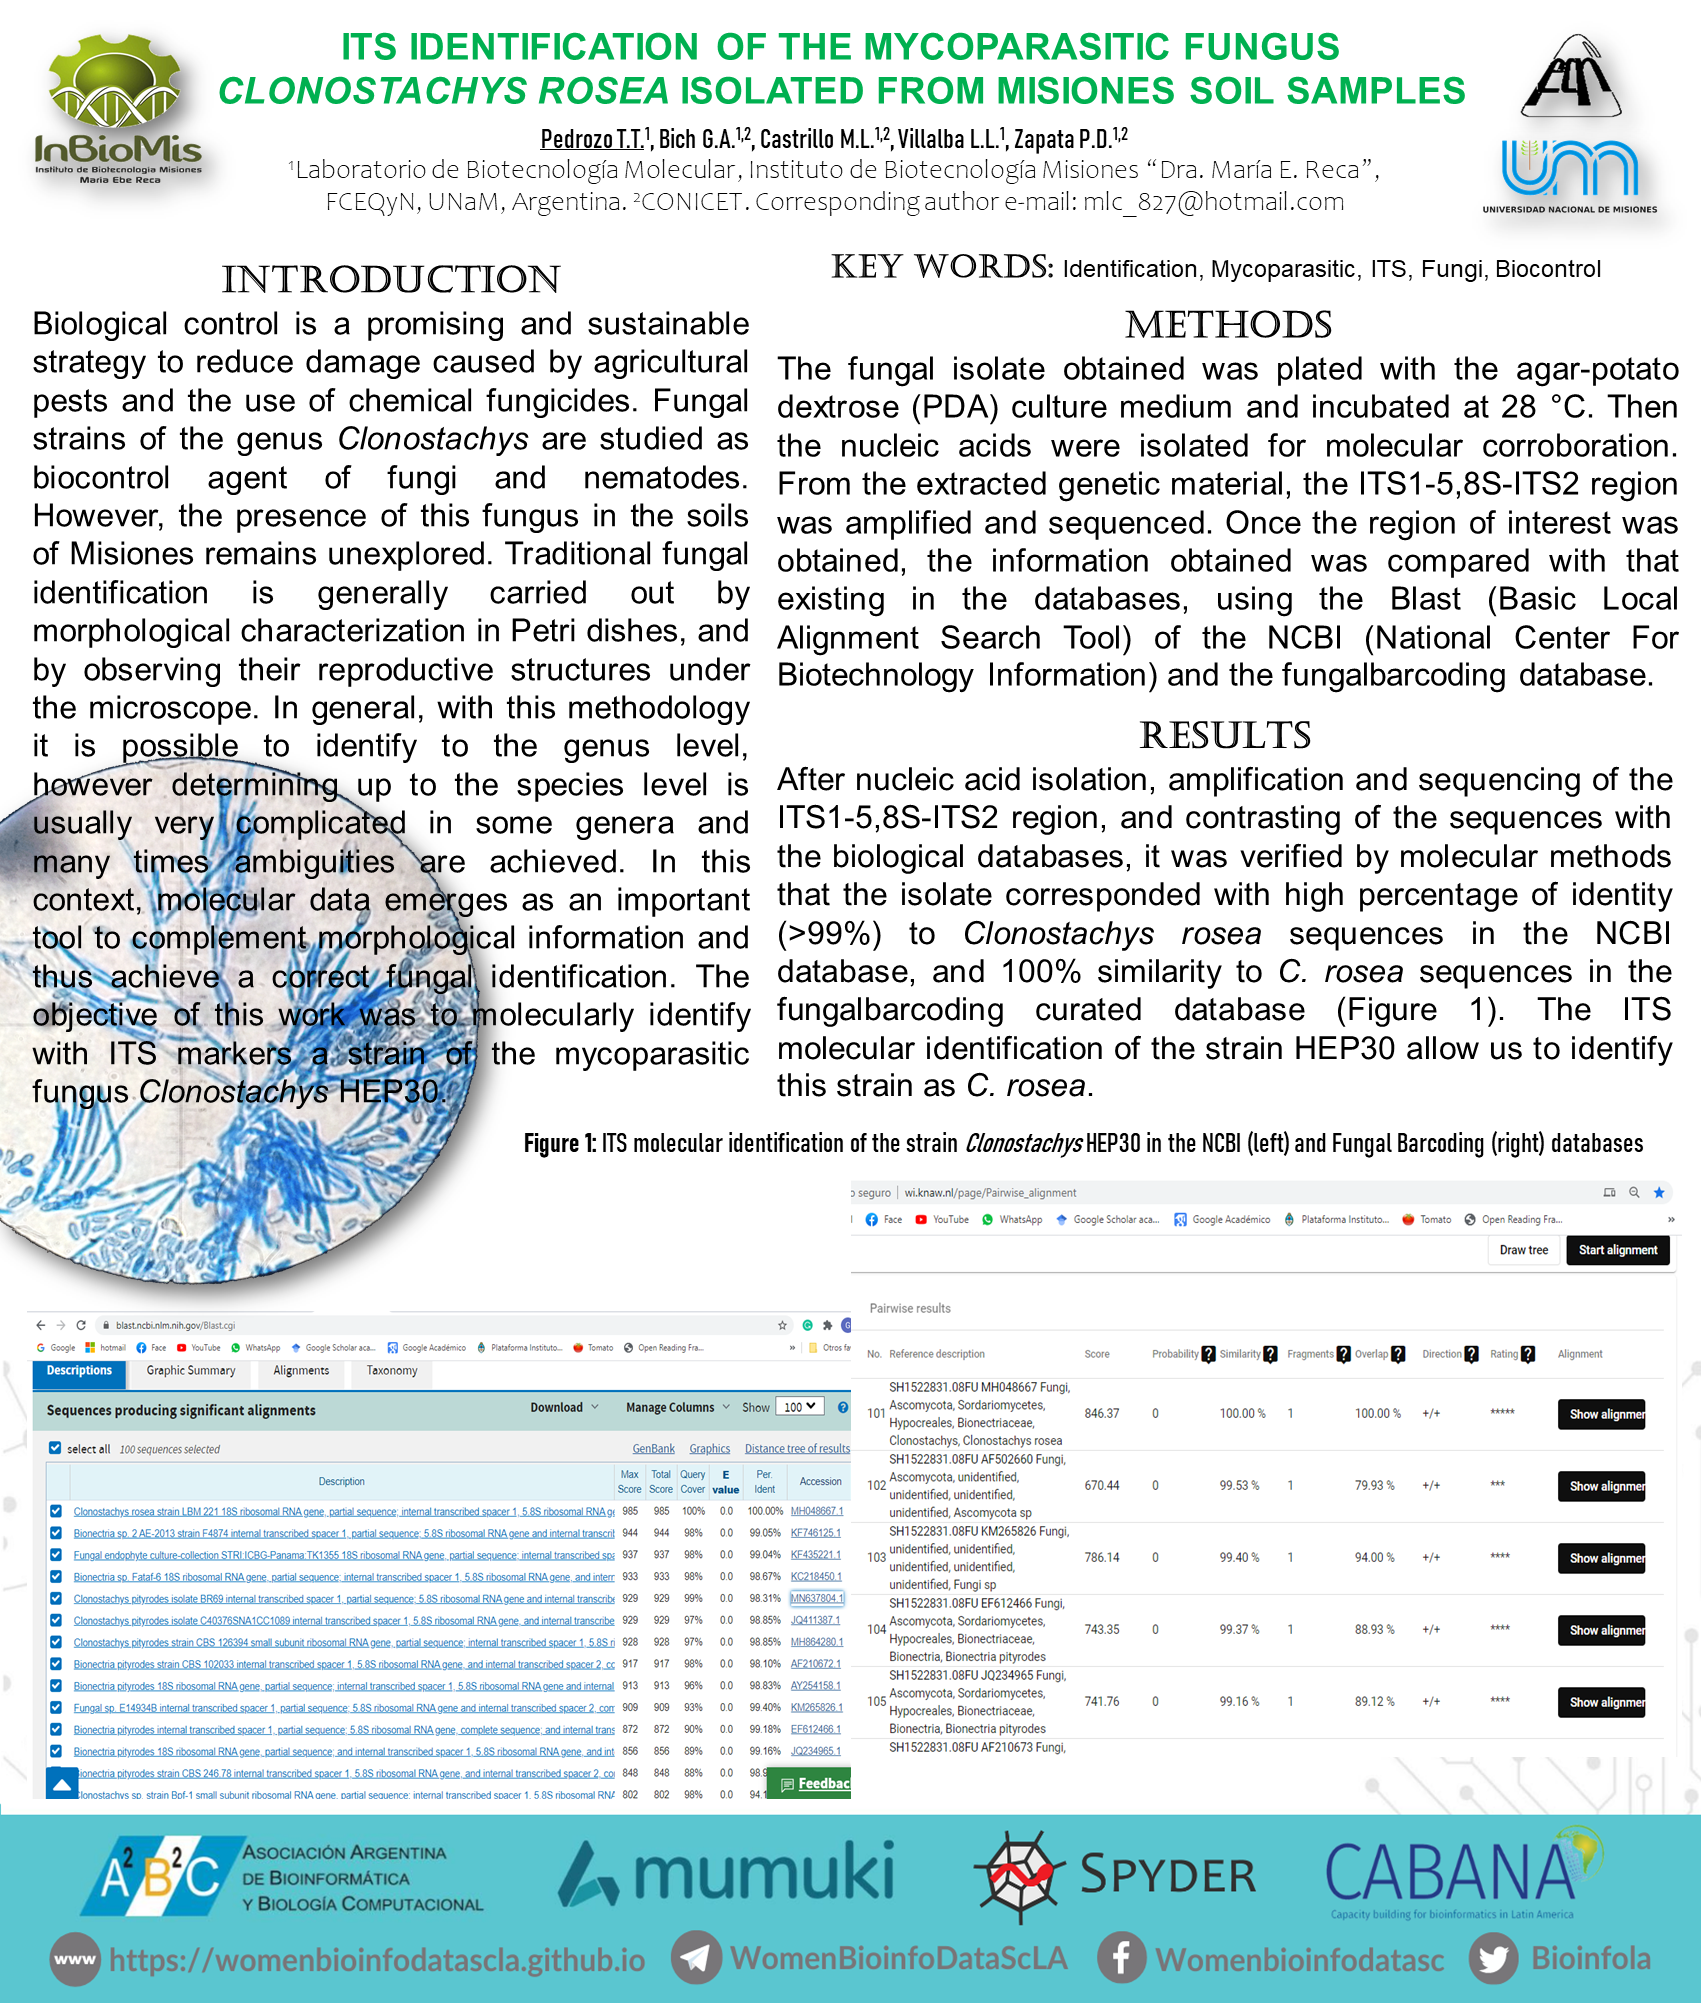 ITS IDENTIFICATION OF THE MYCOPARASITIC FUNGUS
CLONOSTACHYS ROSEA ISOLATED FROM MISIONES SOIL SAMPLES
InBioMis
Instituto de Biotecnología Misiones
María Ebe Reca
Pedrozo T.T.¹, Bich G.A.¹,², Castrillo M.L.¹,², Villalba L.L.¹, Zapata P.D.¹,²
¹Laboratorio de Biotecnología Molecular, Instituto de Biotecnología Misiones “Dra. María E. Reca”,
FCEQyN, UNaM, Argentina. ²CONICET. Corresponding author e-mail: mlc_827@hotmail.com
UNIVERSIDAD NACIONAL DE MISIONES
INTRODUCTION
Biological control is a promising and sustainable
strategy to reduce damage caused by agricultural
pests and the use of chemical fungicides. Fungal
strains of the genus Clonostachys are studied as
biocontrol agent of fungi and nematodes.
However, the presence of this fungus in the soils
of Misiones remains unexplored. Traditional fungal
identification is generally carried out by
morphological characterization in Petri dishes, and
by observing their reproductive structures under
the microscope. In general, with this methodology
it is possible to identify to the genus level,
however determining up to the species level is
usually very complicated in some genera and
many times ambiguities are achieved. In this
context, molecular data emerges as an important
tool to complement morphological information and
thus achieve a correct fungal identification. The
objective of this work was to molecularly identify
with ITS markers a strain of the mycoparasitic
fungus Clonostachys HEP30.
KEY WORDS: Identification, Mycoparasitic, ITS, Fungi, Biocontrol
METHODS
The fungal isolate obtained was plated with the agar-potato
dextrose (PDA) culture medium and incubated at 28 °C. Then
the nucleic acids were isolated for molecular corroboration.
From the extracted genetic material, the ITS1-5,8S-ITS2 region
was amplified and sequenced. Once the region of interest was
obtained, the information obtained was compared with that
existing in the databases, using the Blast (Basic Local
Alignment Search Tool) of the NCBI (National Center For
Biotechnology Information) and the fungalbarcoding database.
RESULTS
After nucleic acid isolation, amplification and sequencing of the
ITS1-5,8S-ITS2 region, and contrasting of the sequences with
the biological databases, it was verified by molecular methods
that the isolate corresponded with high percentage of identity
(>99%) to Clonostachys rosea sequences in the NCBI
database, and 100% similarity to C. rosea sequences in the
fungalbarcoding curated database (Figure 1). The ITS
molecular identification of the strain HEP30 allow us to identify
this strain as C. rosea.
Figure 1: ITS molecular identification of the strain Clonostachys HEP30 in the NCBI (left) and Fungal Barcoding (right) databases
blast.ncbi.nlm.nih.gov/Blast.cgi
Google hotmail Face YouTube WhatsApp Google Scholar aca... Google Académico Plataforma Instituto... Tomato Open Reading Fra... » Otros fa
Descriptions Graphic Summary Alignments Taxonomy
Sequences producing significant alignments Download Manage Columns Show 100
select all 100 sequences selected GenBank Graphics Distance tree of results
Description Max Score Total Score Query Cover E value Per. Ident Accession
Clonostachys rosea strain LBM 221 18S ribosomal RNA gene, partial sequence; internal transcribed spacer 1, 5.8S ribosomal RNA ge 985 985 100% 0.0 100.00% MH048667.1
Bionectria sp. 2 AE-2013 strain F4874 internal transcribed spacer 1, partial sequence; 5.8S ribosomal RNA gene and internal transcrit 944 944 98% 0.0 99.05% KF746125.1
Fungal endophyte culture-collection STRI:ICBG-Panama:TK1355 18S ribosomal RNA gene, partial sequence; internal transcribed spa 937 937 98% 0.0 99.04% KF435221.1
Bionectria sp. Fataf-6 18S ribosomal RNA gene, partial sequence; internal transcribed spacer 1, 5.8S ribosomal RNA gene, and intern 933 933 98% 0.0 98.67% KC218450.1
Clonostachys pityrodes isolate BR69 internal transcribed spacer 1, partial sequence; 5.8S ribosomal RNA gene and internal transcribe 929 929 99% 0.0 98.31% MN637804.1
Clonostachys pityrodes isolate C40376SNA1CC1089 internal transcribed spacer 1, 5.8S ribosomal RNA gene, and internal transcribe 929 929 97% 0.0 98.85% JQ411387.1
Clonostachys pityrodes strain CBS 126394 small subunit ribosomal RNA gene, partial sequence; internal transcribed spacer 1, 5.8S ri 928 928 97% 0.0 98.85% MH864280.1
Bionectria pityrodes strain CBS 102033 internal transcribed spacer 1, 5.8S ribosomal RNA gene, and internal transcribed spacer 2, co 917 917 98% 0.0 98.10% AF210672.1
Bionectria pityrodes 18S ribosomal RNA gene, partial sequence; internal transcribed spacer 1, 5.8S ribosomal RNA gene and internal 913 913 96% 0.0 98.83% AY254158.1
Fungal sp. E14934B internal transcribed spacer 1, partial sequence; 5.8S ribosomal RNA gene and internal transcribed spacer 2, com 909 909 93% 0.0 99.40% KM265826.1
Bionectria pityrodes internal transcribed spacer 1, partial sequence; 5.8S ribosomal RNA gene, complete sequence; and internal trans 872 872 90% 0.0 99.18% EF612466.1
Bionectria pityrodes 18S ribosomal RNA gene, partial sequence; and internal transcribed spacer 1, 5.8S ribosomal RNA gene, and int 856 856 89% 0.0 99.16% JQ234965.1
ionectria pityrodes strain CBS 246.78 internal transcribed spacer 1, 5.8S ribosomal RNA gene, and internal transcribed spacer 2, co 848 848 88% 0.0 98.9
lonostachys sp. strain Bpf-1 small subunit ribosomal RNA gene, partial sequence; internal transcribed spacer 1, 5.8S ribosomal RNA 802 802 98% 0.0 94.1
Feedbac
o seguro wi.knaw.nl/page/Pairwise_alignment
Face YouTube WhatsApp Google Scholar aca... Google Académico Plataforma Instituto... Tomato Open Reading Fra... »
Draw tree Start alignment
Pairwise results
No. Reference description Score Probability ? Similarity ? Fragments ? Overlap ? Direction ? Rating ? Alignment
SH1522831.08FU MH048667 Fungi,
Ascomycota, Sordariomycetes,
101 Hypocreales, Bionectriaceae, 846.37 0 100.00 % 1 100.00 % +/+ ***** Show alignmer
Clonostachys, Clonostachys rosea
SH1522831.08FU AF502660 Fungi,
Ascomycota, unidentified,
102 unidentified, unidentified, 670.44 0 99.53 % 1 79.93 % +/+ *** Show alignmer
unidentified, Ascomycota sp
SH1522831.08FU KM265826 Fungi,
unidentified, unidentified,
103 unidentified, unidentified, 786.14 0 99.40 % 1 94.00 % +/+ **** Show alignmer
unidentified, Fungi sp
SH1522831.08FU EF612466 Fungi,
Ascomycota, Sordariomycetes,
104 Hypocreales, Bionectriaceae, 743.35 0 99.37 % 1 88.93 % +/+ **** Show alignmer
Bionectria, Bionectria pityrodes
SH1522831.08FU JQ234965 Fungi,
Ascomycota, Sordariomycetes,
105 Hypocreales, Bionectriaceae, 741.76 0 99.16 % 1 89.12 % +/+ **** Show alignmer
Bionectria, Bionectria pityrodes
SH1522831.08FU AF210673 Fungi,
A²B²C
ASOCIACIÓN ARGENTINA
DE BIOINFORMÁTICA
Y BIOLOGÍA COMPUTACIONAL
mumuki
SPYDER
CABANA
Capacity building for bioinformatics in Latin America
www https://womenbioinfodatascla.github.io WomenBioinfoDataScLA Womenbioinfodatasc Bioinfola